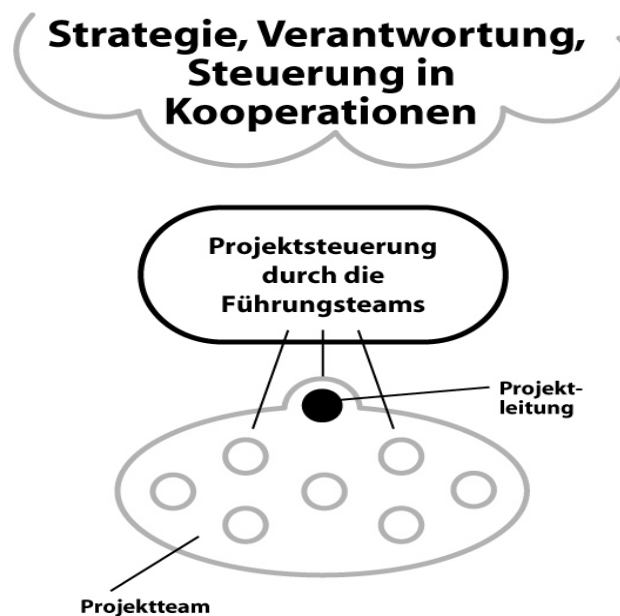 Strategie, Verantwortung,
Steuerung in
Kooperationen
Projektsteuerung
durch die
Führungsteams
Projekt-
leitung
Projektteam